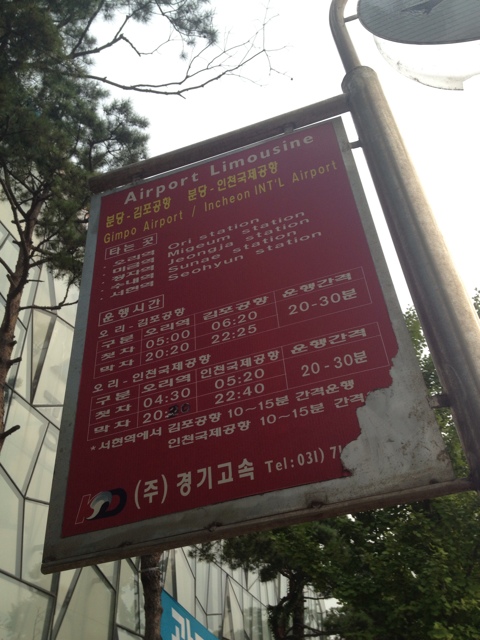 Airport Limousine
분당-김포공항 분당-인천국제공항
Gimpo Airport / Incheon INT'L Airport
타는 곳
· 오리역 Ori station
· 미금역 Migeum station
· 정자역 Jeongja station
· 수내역 Sunae station
· 서현역 Seohyun station
운행시간
오리-김포공항
구분 오리역 김포공항 운행간격
첫차 05:00 06:20 20-30분
막차 20:20 22:25
오리-인천국제공항
구분 오리역 인천국제공항 운행간격
첫차 04:30 05:20 20-30분
막차 20:20 22:40
*서현역에서 김포공항 10~15분 간격운행
인천국제공항 10~15분 간격
KD (주)경기고속 Tel:031) 7